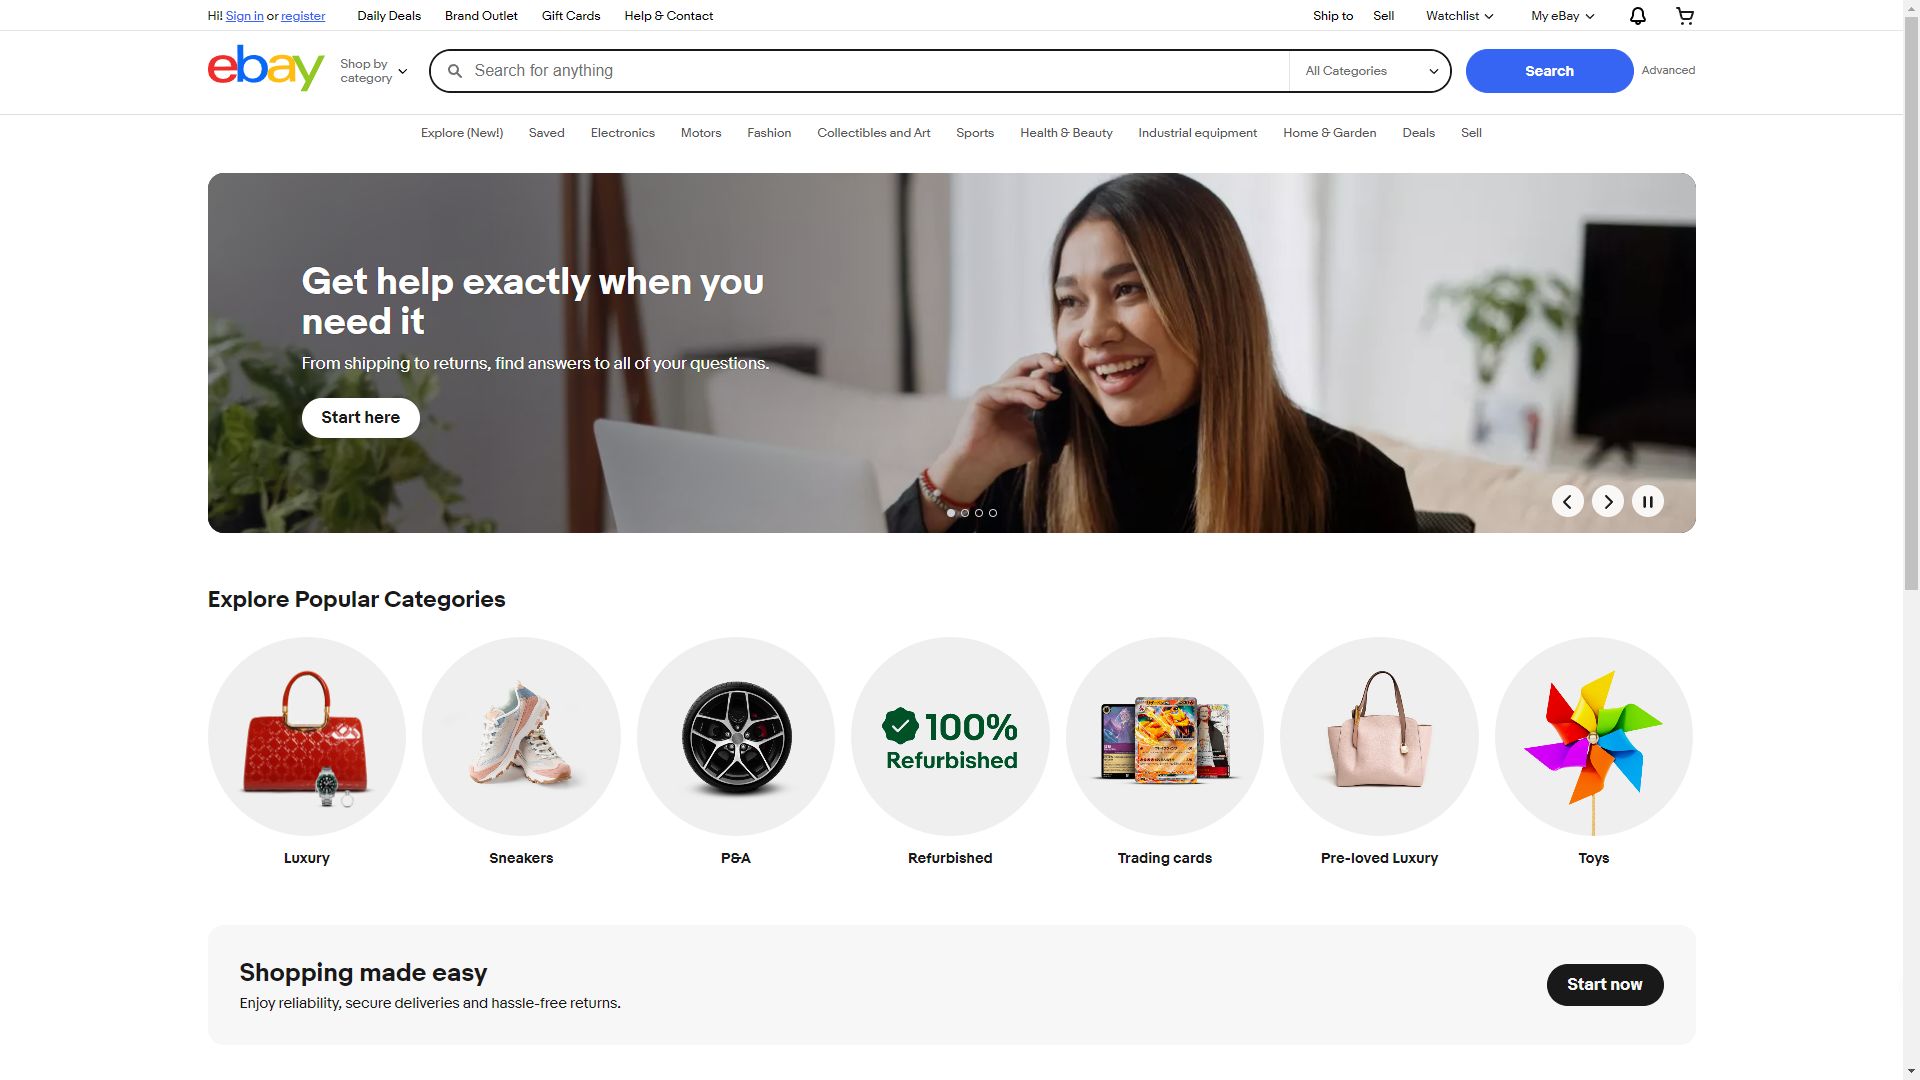 Hi! Sign in or register
Daily Deals
Brand Outlet
Gift Cards
Help & Contact
Ship to
Sell
Watchlist
My eBay
ebay
Shop by
category
Search for anything
All Categories
Search
Advanced
Explore (New!)
Saved
Electronics
Motors
Fashion
Collectibles and Art
Sports
Health & Beauty
Industrial equipment
Home & Garden
Deals
Sell
Get help exactly when you
need it
From shipping to returns, find answers to all of your questions.
Start here
Explore Popular Categories
100%
Refurbished
Luxury
Sneakers
P&A
Refurbished
Trading cards
Pre-loved Luxury
Toys
Shopping made easy
Enjoy reliability, secure deliveries and hassle-free returns.
Start now